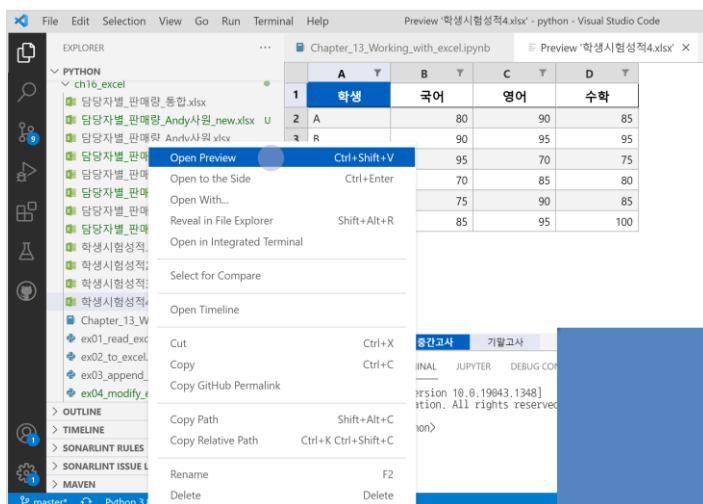 File Edit Selection View Go Run Terminal Help Preview '학생시험성적4.xlsx' - python - Visual Studio Code
EXPLORER ···
Chapter_13_Working_with_excel.ipynb
Preview '학생시험성적4.xlsx' ×
PYTHON
ch16_excel
담당자별_판매량_통합.xlsx
담당자별_판매량_Andy사원_new.xlsx U
담당자별_판매량_Andy사원.xlsx
담당자별_판매
담당자별_판매
담당자별_판매
담당자별_판매
담당자별_판매
학생시험성적
학생시험성적2
학생시험성적3
학생시험성적4
Chapter_13_W
ex01_read_exc
ex02_to_excel.
ex03_append_
ex04_modify_e
OUTLINE
TIMELINE
SONARLINT RULES
SONARLINT ISSUE L
MAVEN
master* Python 3.
9
1
1
Open Preview Ctrl+Shift+V
Open to the Side Ctrl+Enter
Open With...
Reveal in File Explorer Shift+Alt+R
Open in Integrated Terminal
Select for Compare
Open Timeline
Cut Ctrl+X
Copy Ctrl+C
Copy GitHub Permalink
Copy Path Shift+Alt+C
Copy Relative Path Ctrl+K Ctrl+Shift+C
Rename F2
Delete Delete
A B C D
1 학생 국어 영어 수학
2 A 80 90 85
3 B 90 95 95
95 70 75
70 85 80
75 90 85
85 95 100
중간고사 기말고사
INAL JUPYTER DEBUG CON
ersion 10.0.19043.1348]
ation. All rights reserved
hon>